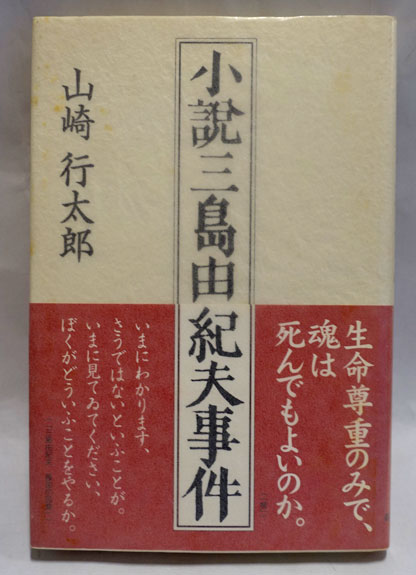 生命尊重のみで、
魂は
死んでもよいのか。
小説三島由紀夫事件
山崎 行太郎
いまにわかります、
さうではないといふことが。
いまに見てゐてください、
ぼくがどういふことをやるか。